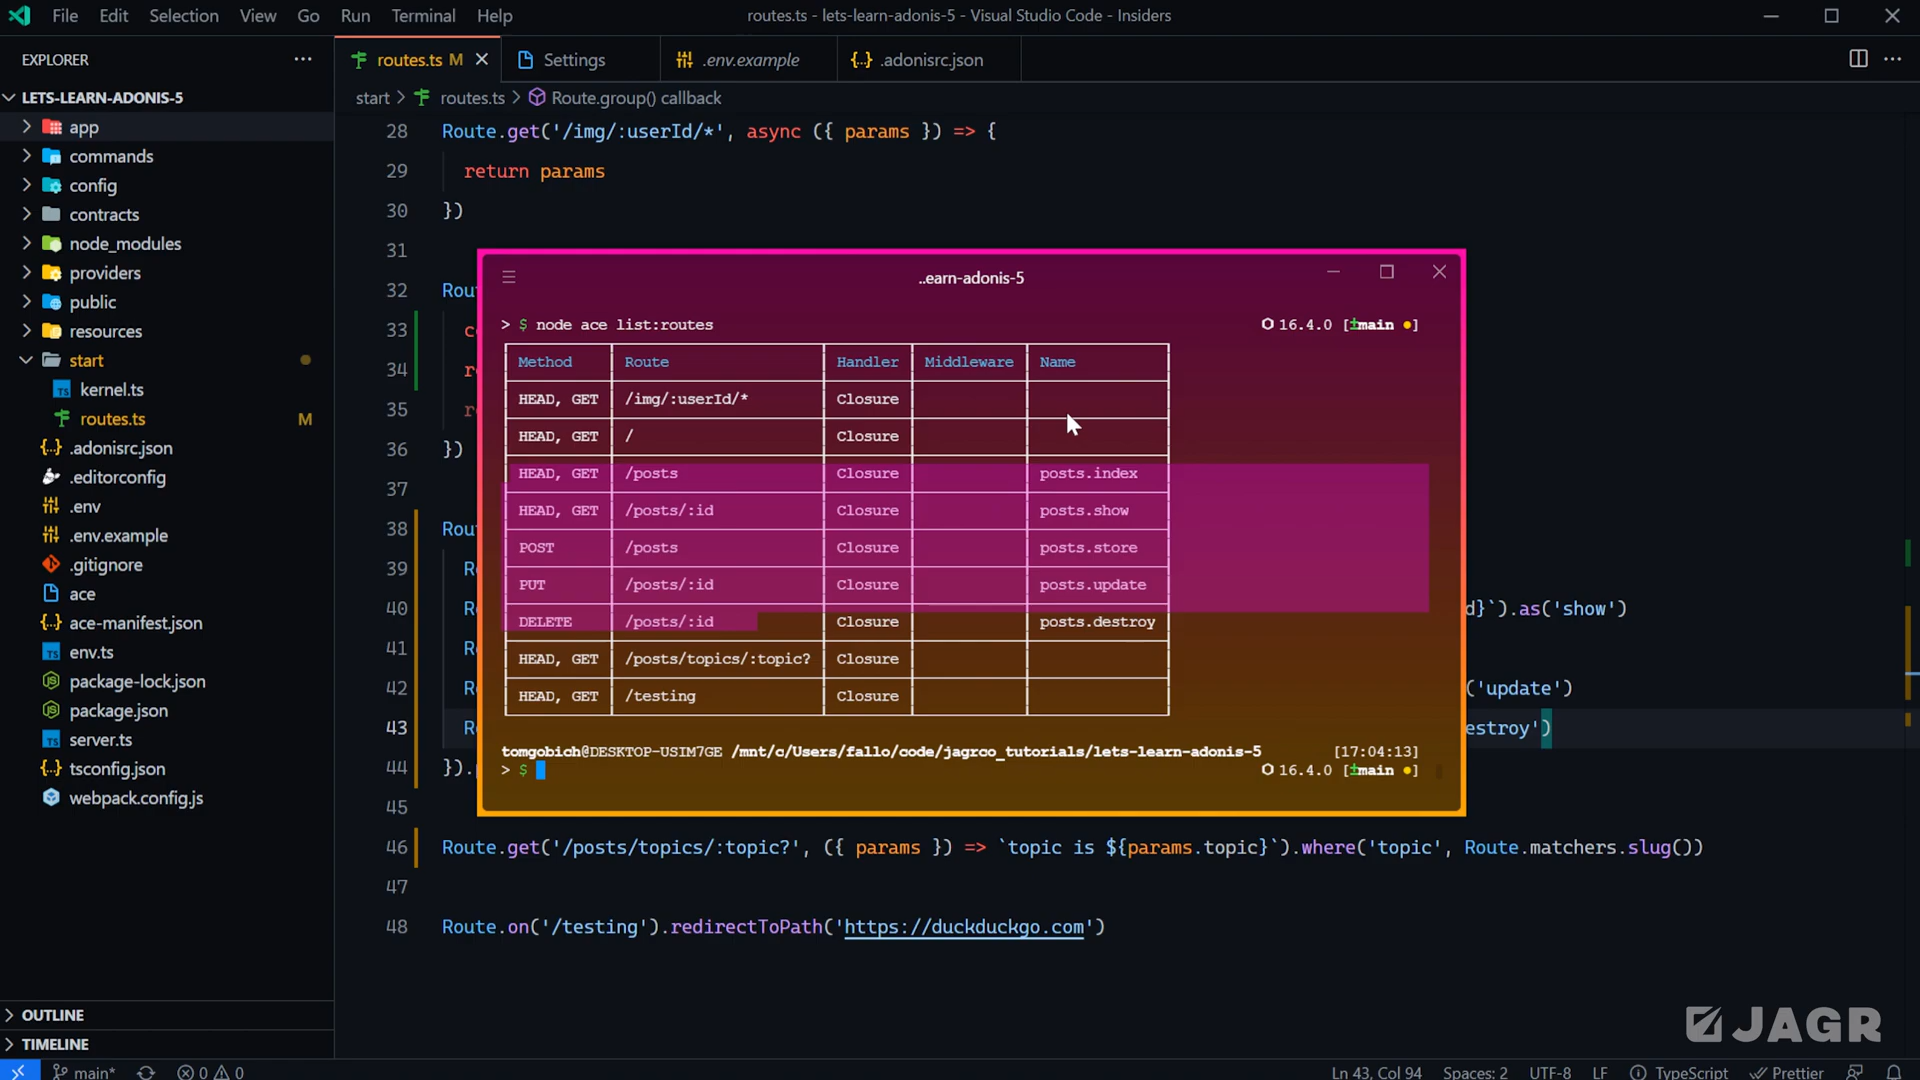 File Edit Selection View Go Run Terminal Help
routes.ts - lets-learn-adonis-5 - Visual Studio Code - Insiders
EXPLORER
routes.ts M
Settings
.env.example
.adonisrc.json
LETS-LEARN-ADONIS-5
start > routes.ts > Route.group() callback
app
commands
config
contracts
node_modules
providers
public
resources
start
kernel.ts
routes.ts M
.adonisrc.json
.editorconfig
.env
.env.example
.gitignore
ace
ace-manifest.json
env.ts
package-lock.json
package.json
server.ts
tsconfig.json
webpack.config.js
OUTLINE
TIMELINE
28 Route.get('/img/:userId/*', async ({ params }) => {
29 return params
30 })
31
32 Rou
33
34
35
36 })
37
38 Rou
39 R
40 R d}`).as('show')
41 R
42 R ('update')
43 R estroy')
44 }).
45
46 Route.get('/posts/topics/:topic?', ({ params }) => `topic is ${params.topic}`).where('topic', Route.matchers.slug())
47
48 Route.on('/testing').redirectToPath('https://duckduckgo.com')
..earn-adonis-5
> $ node ace list:routes 16.4.0 [±main ●]
Method Route Handler Middleware Name
HEAD, GET /img/:userId/* Closure
HEAD, GET / Closure
HEAD, GET /posts Closure posts.index
HEAD, GET /posts/:id Closure posts.show
POST /posts Closure posts.store
PUT /posts/:id Closure posts.update
DELETE /posts/:id Closure posts.destroy
HEAD, GET /posts/topics/:topic? Closure
HEAD, GET /testing Closure
tomgobich@DESKTOP-USIM7GE /mnt/c/Users/fallo/code/jagrco_tutorials/lets-learn-adonis-5 [17:04:13]
> $ 16.4.0 [±main ●]
JAGR
main* 0 0 Ln 43, Col 94 Spaces: 2 UTF-8 LF TypeScript Prettier